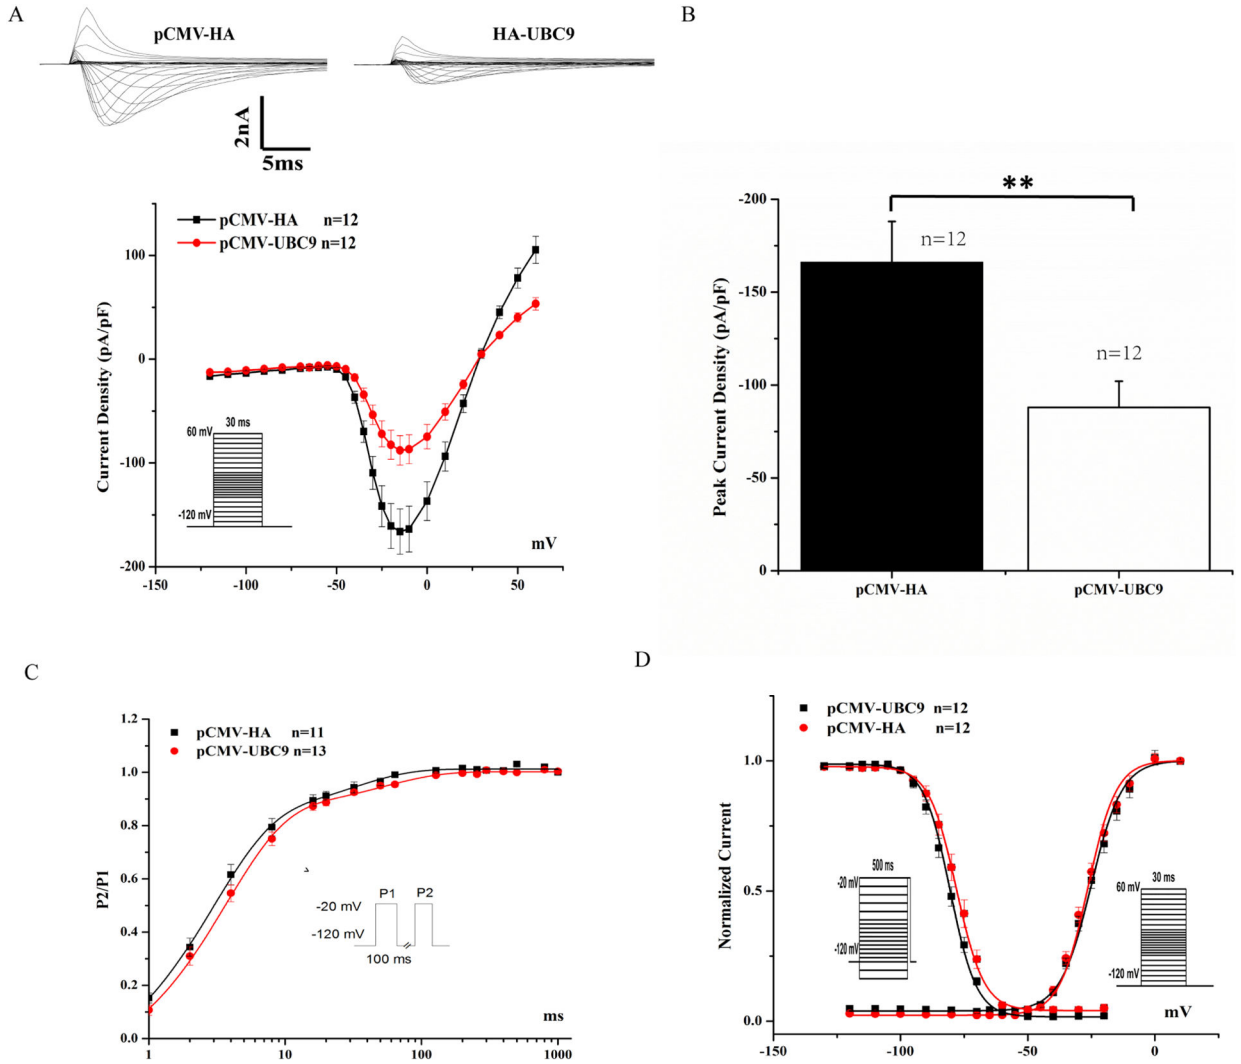 A
pCMV-HA
HA-UBC9
2nA
5ms
pCMV-HA n=12
pCMV-UBC9 n=12
100
0
-100
-200
Current Density (pA/pF)
60 mV
30 ms
-120 mV
mV
-150
-100
-50
0
50
B
**
n=12
n=12
-200
-150
-100
-50
0
Peak Current Density (pA/pF)
pCMV-HA
pCMV-UBC9
C
pCMV-HA n=11
pCMV-UBC9 n=13
1.2
1.0
0.8
0.6
0.4
0.2
0.0
P2/P1
P1 P2
-20 mV
-120 mV
100 ms
ms
1
10
100
1000
D
pCMV-UBC9 n=12
pCMV-HA n=12
1.0
0.5
0.0
Normalized Current
500 ms
-20 mV
-120 mV
30 ms
60 mV
-120 mV
mV
-150
-100
-50
0